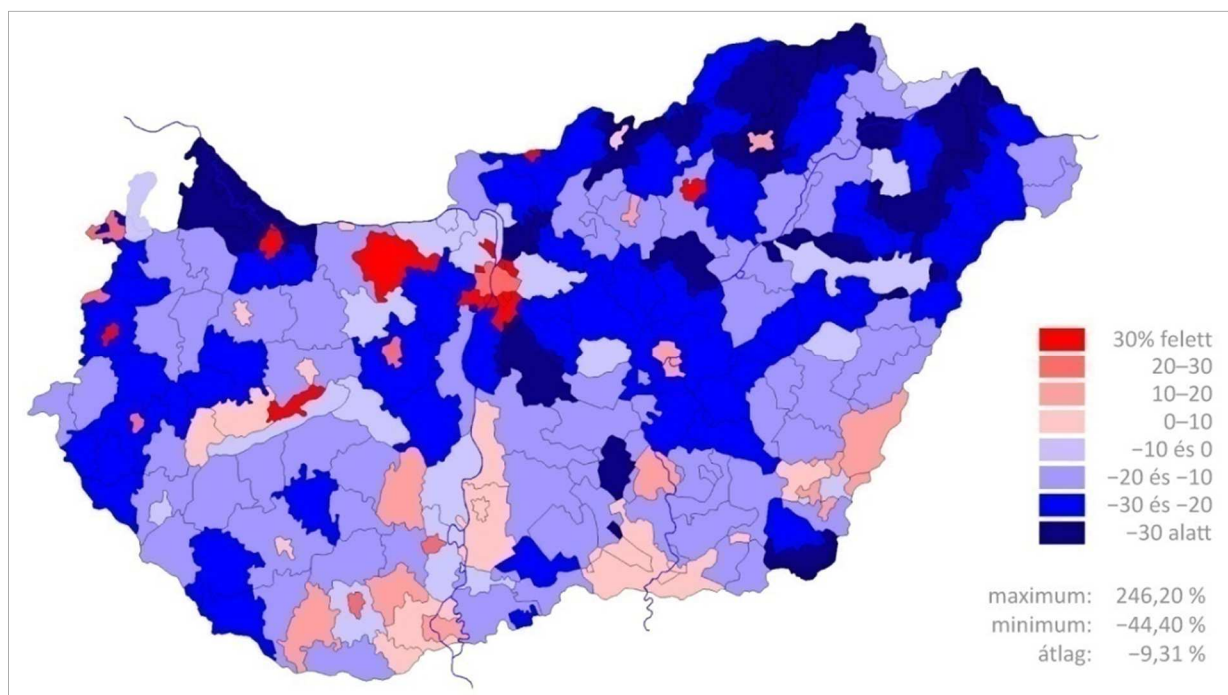 30% felett
20–30
10–20
0–10
−10 és 0
−20 és −10
−30 és −20
−30 alatt
maximum: 246,20 %
minimum: −44,40 %
átlag: −9,31 %